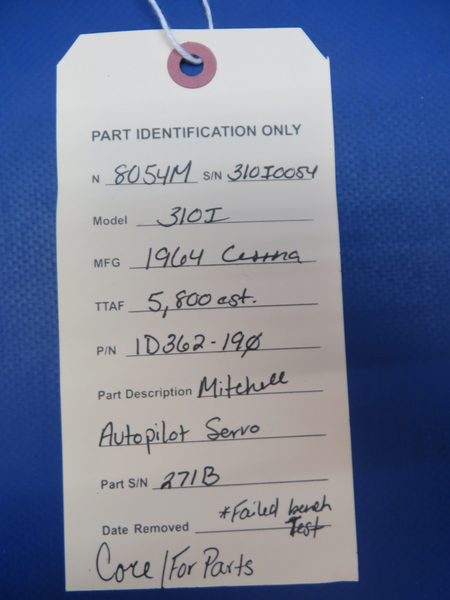 PART IDENTIFICATION ONLY
N 8054M S/N 310I0054
Model 310I
MFG 1964 Cessna
TTAF 5,800 est.
P/N 1D362-190
Part Description Mitchell
Autopilot Servo
Part S/N 271B
*Failed bench
Date Removed Test
Core/For Parts